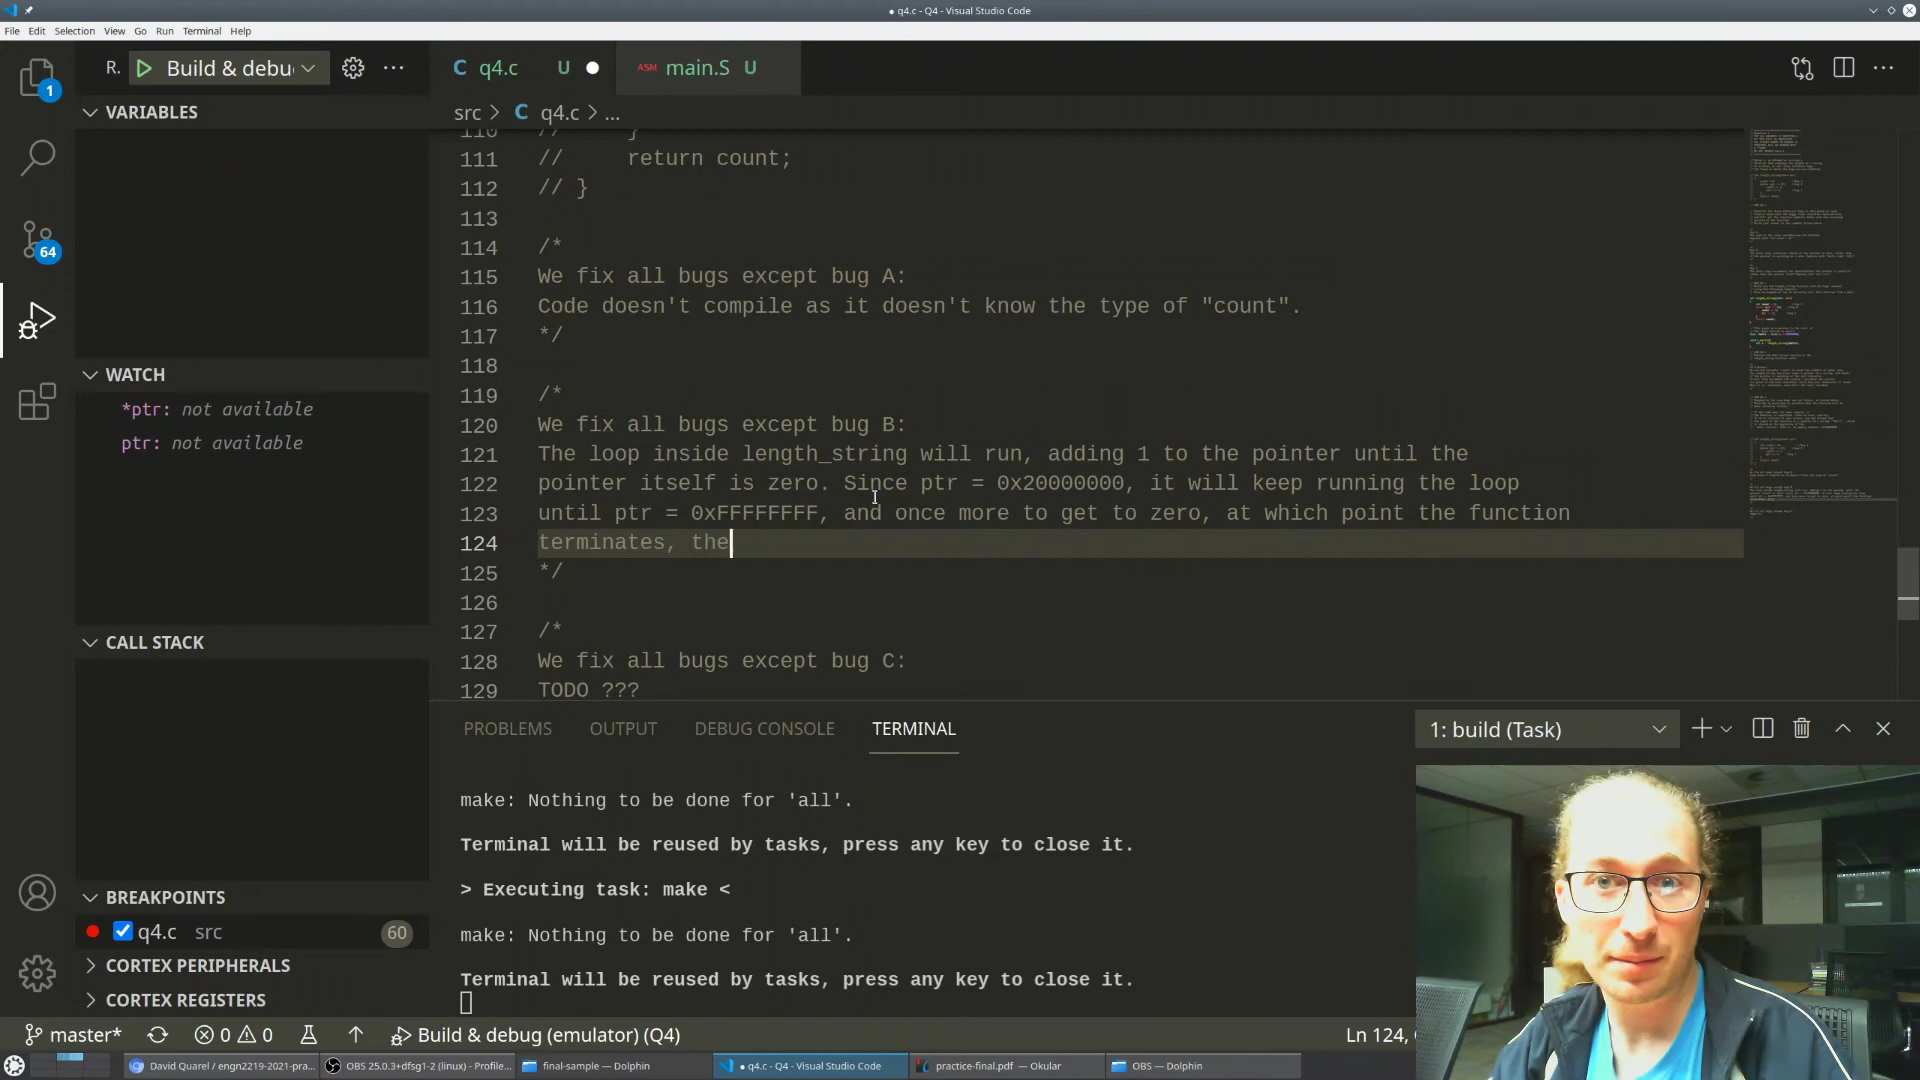 q4.c - Q4 - Visual Studio Code
File Edit Selection View Go Run Terminal Help
R. Build & debu
q4.c U
ASM main.S U
src > C q4.c > ...
1
64
VARIABLES
WATCH
*ptr: not available
ptr: not available
CALL STACK
BREAKPOINTS
q4.c src 60
CORTEX PERIPHERALS
CORTEX REGISTERS
110 // }
111 // return count;
112 // }
113
114 /*
115 We fix all bugs except bug A:
116 Code doesn't compile as it doesn't know the type of "count".
117 */
118
119 /*
120 We fix all bugs except bug B:
121 The loop inside length_string will run, adding 1 to the pointer until the
122 pointer itself is zero. Since ptr = 0x20000000, it will keep running the loop
123 until ptr = 0xFFFFFFFF, and once more to get to zero, at which point the function
124 terminates, the
125 */
126
127 /*
128 We fix all bugs except bug C:
129 TODO ???
PROBLEMS OUTPUT DEBUG CONSOLE TERMINAL
1: build (Task)
make: Nothing to be done for 'all'.
Terminal will be reused by tasks, press any key to close it.
> Executing task: make <
make: Nothing to be done for 'all'.
Terminal will be reused by tasks, press any key to close it.
master* 0 0 Build & debug (emulator) (Q4) Ln 124,
David Quarel / engn2219-2021-pra...
OBS 25.0.3+dfsg1-2 (linux) - Profile...
final-sample — Dolphin
q4.c - Q4 - Visual Studio Code
practice-final.pdf — Okular
OBS — Dolphin